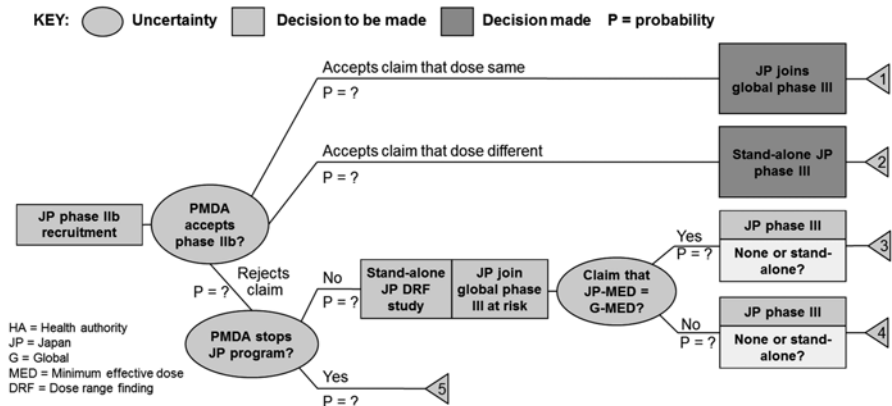 KEY: Uncertainty Decision to be made Decision made P = probability
Accepts claim that dose same
P = ?
JP joins
global phase III
1
Accepts claim that dose different
P = ?
Stand-alone JP
phase III
2
JP phase IIb
recruitment
PMDA
accepts
phase IIb?
Rejects
claim
P = ?
PMDA stops
JP program?
No
P = ?
Stand-alone
JP DRF
study
JP join
global phase
III at risk
Claim that
JP-MED =
G-MED?
Yes
P = ?
JP phase III
None or stand-
alone?
3
No
P = ?
JP phase III
None or stand-
alone?
4
Yes
P = ?
5
HA = Health authority
JP = Japan
G = Global
MED = Minimum effective dose
DRF = Dose range finding